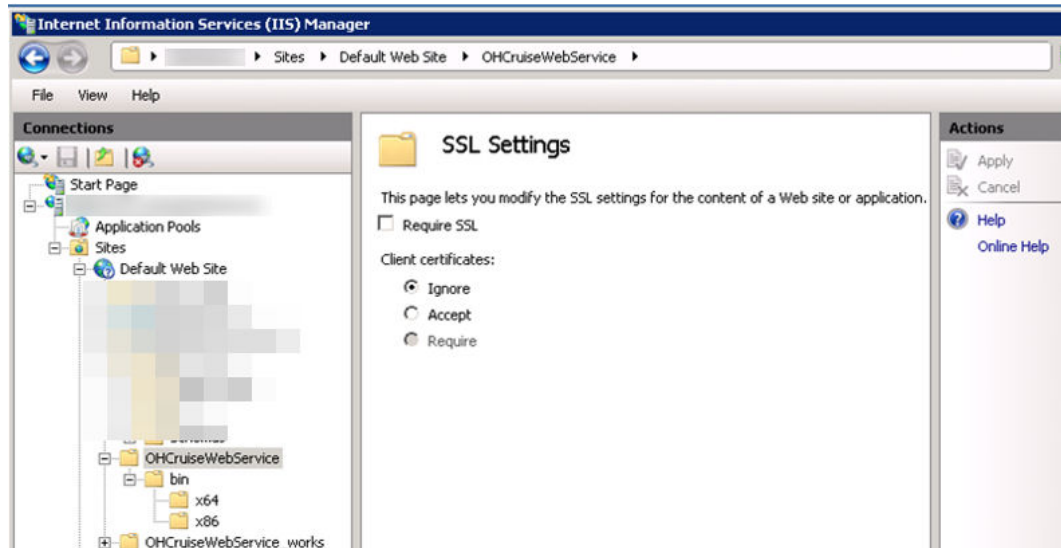 Internet Information Services (IIS) Manager
Sites Default Web Site OHCruiseWebService
File View Help
Connections
Start Page
Application Pools
Sites
Default Web Site
OHCruiseWebService
bin
x64
x86
OHCruiseWebService_works
SSL Settings
This page lets you modify the SSL settings for the content of a Web site or application.
Require SSL
Client certificates:
Ignore
Accept
Require
Actions
Apply
Cancel
Help
Online Help